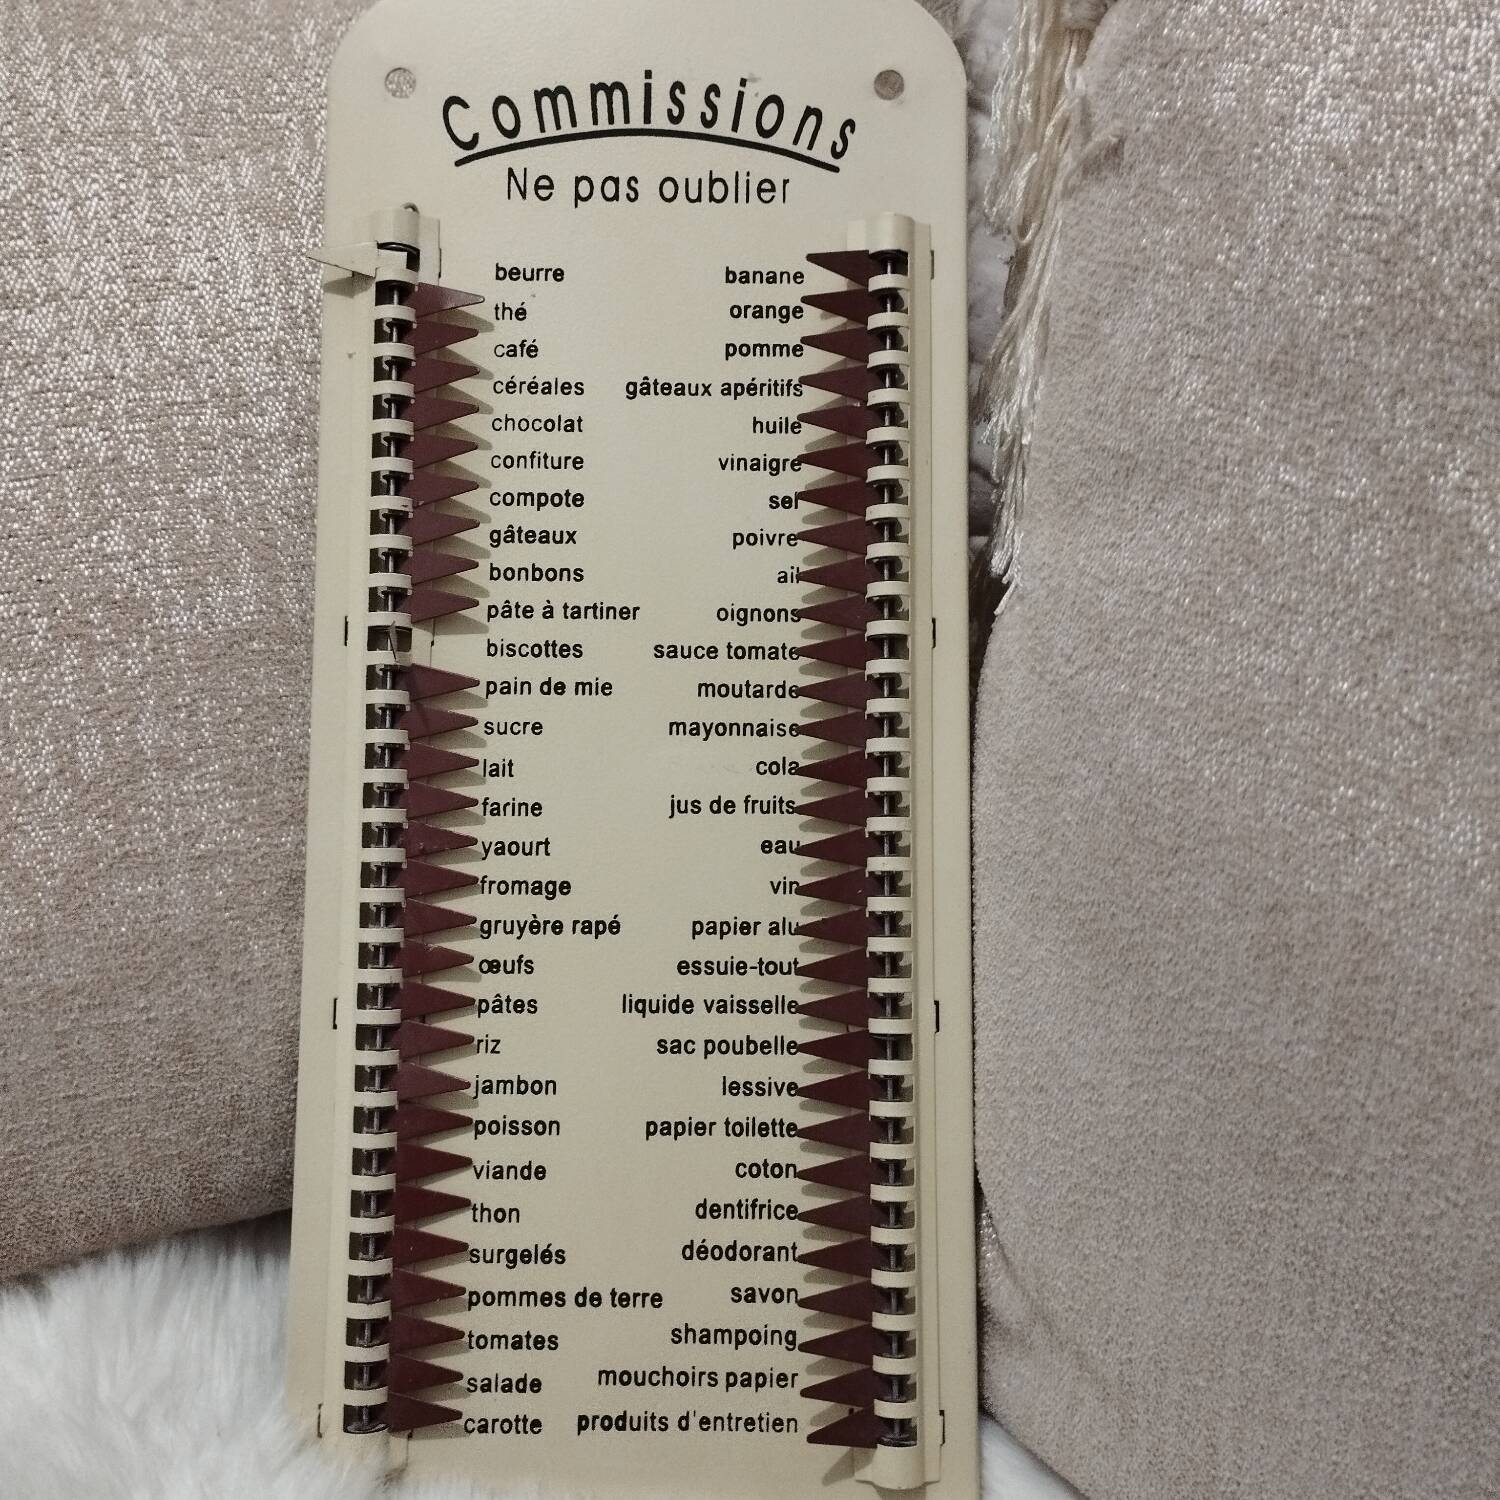 Commissions
Ne pas oublier
beurre banane
thé orange
café pomme
céréales gâteaux apéritifs
chocolat huile
confiture vinaigre
compote sel
gâteaux poivre
bonbons ail
pâte à tartiner oignons
biscottes sauce tomate
pain de mie moutarde
sucre mayonnaise
lait cola
farine jus de fruits
yaourt eau
fromage vin
gruyère rapé papier alu
œufs essuie-tout
pâtes liquide vaisselle
riz sac poubelle
jambon lessive
poisson papier toilette
viande coton
thon dentifrice
surgelés déodorant
pommes de terre savon
tomates shampoing
salade mouchoirs papier
carotte produits d'entretien